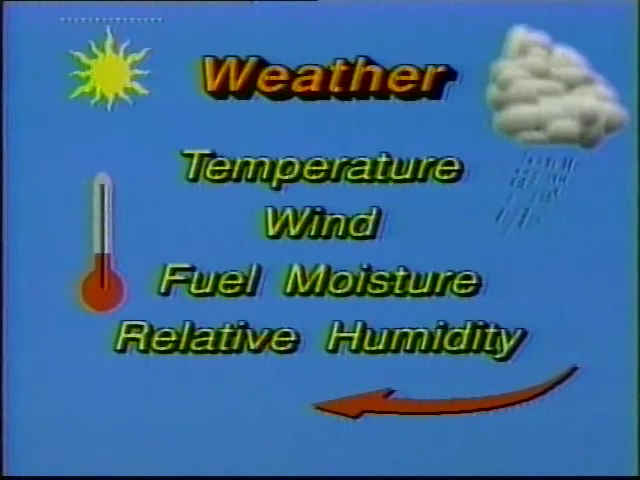 Weather
Temperature
Wind
Fuel Moisture
Relative Humidity